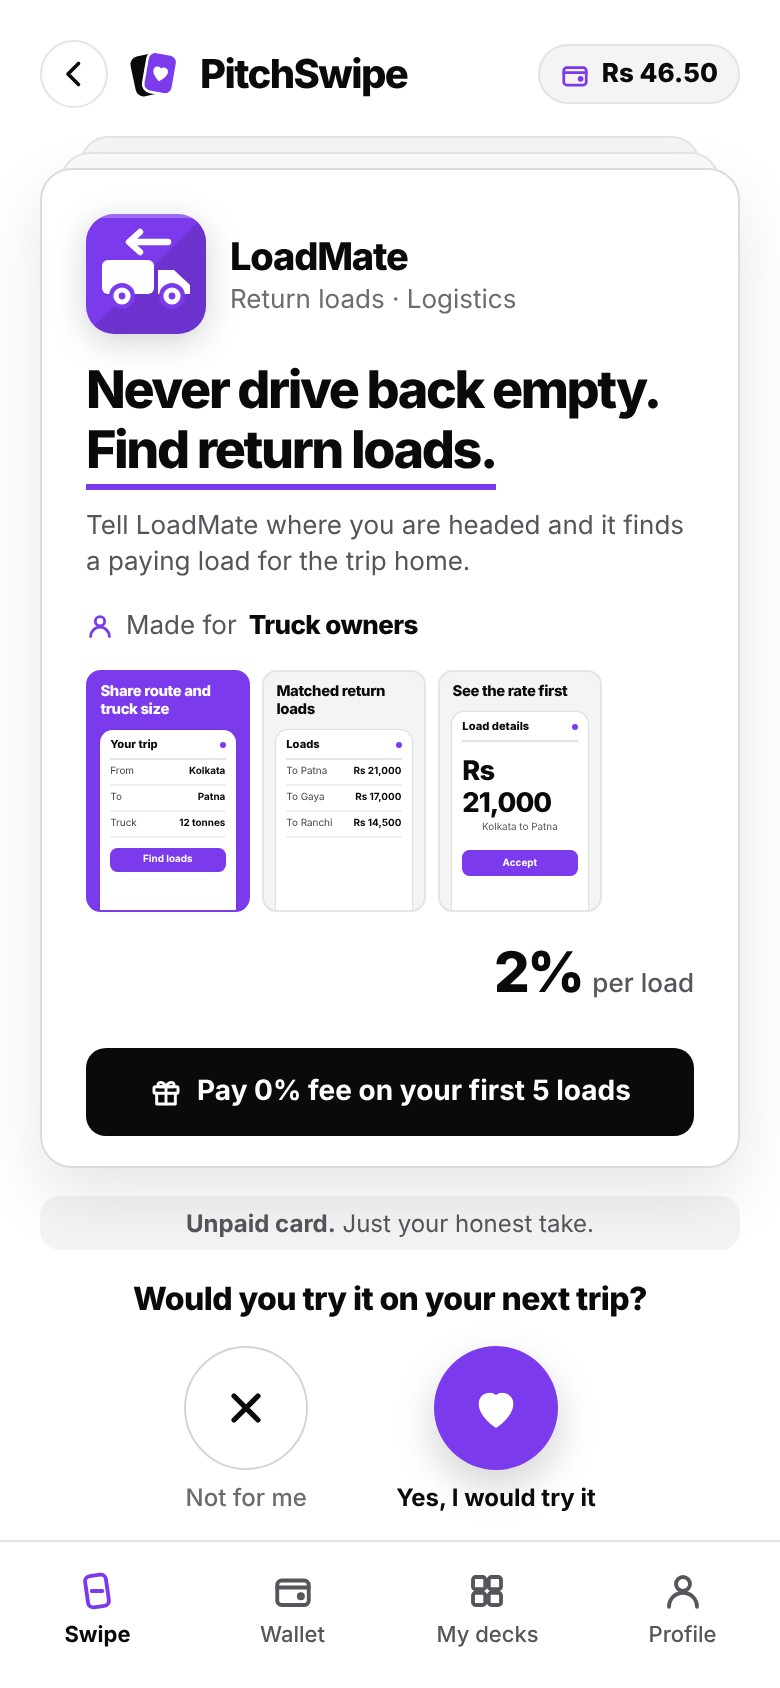 PitchSwipe
Rs 46.50
LoadMate
Return loads · Logistics
Never drive back empty.
Find return loads.
Tell LoadMate where you are headed and it finds
a paying load for the trip home.
Made for Truck owners
Share route and
truck size
Your trip
From Kolkata
To Patna
Truck 12 tonnes
Find loads
Matched return
loads
Loads
To Patna Rs 21,000
To Gaya Rs 17,000
To Ranchi Rs 14,500
See the rate first
Load details
Rs
21,000
Kolkata to Patna
Accept
2% per load
Pay 0% fee on your first 5 loads
Unpaid card. Just your honest take.
Would you try it on your next trip?
Not for me
Yes, I would try it
Swipe
Wallet
My decks
Profile